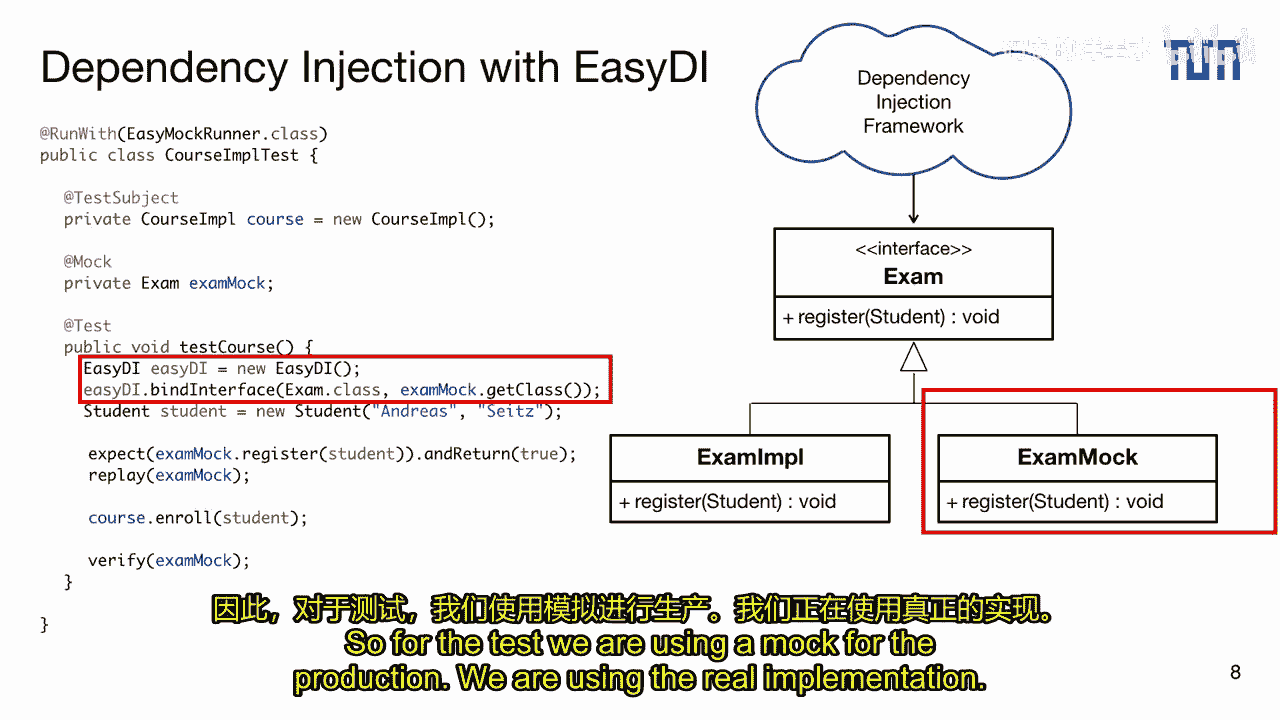 Dependency Injection with EasyDI
@RunWith(EasyMockRunner.class)
public class CourseImplTest {
@TestSubject
private CourseImpl course = new CourseImpl();
@Mock
private Exam examMock;
@Test
public void testCourse() {
EasyDI easyDI = new EasyDI();
easyDI.bindInterface(Exam.class, examMock.getClass());
Student student = new Student("Andreas", "Seitz");
expect(examMock.register(student)).andReturn(true);
replay(examMock);
course.enroll(student);
verify(examMock);
}
}
Dependency
Injection
Framework
<<interface>>
Exam
+ register(Student) : void
ExamImpl
+ register(Student) : void
ExamMock
+ register(Student) : void
因此，对于测试，我们使用模拟进行生产。我们正在使用真正的实现。
So for the test we are using a mock for the
production. We are using the real implementation.
8